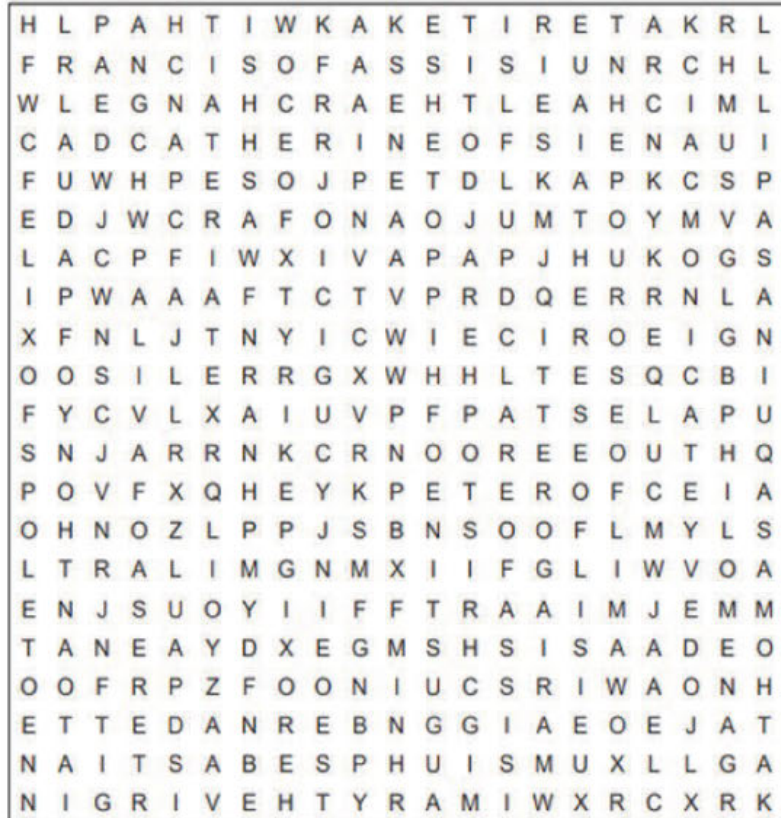 H L P A H T I W K A K E T I R E T A K R L
F R A N C I S O F A S S I S I U N R C H L
W L E G N A H C R A E H T L E A H C I M L
C A D C A T H E R I N E O F S I E N A U I
F U W H P E S O J P E T D L K A P K C S P
E D J W C R A F O N A O J U M T O Y M V A
L A C P F I W X I V A P A P J H U K O G S
I P W A A A F T C T V P R D Q E R R N L A
X F N L J T N Y I C W I E C I R O E I G N
O O S I L E R R G X W H H L T E S Q C B I
F Y C V L X A I U V P F P A T S E L A P U
S N J A R R N K C R N O O R E E O U T H Q
P O V F X Q H E Y K P E T E R O F C E I A
O H N O Z L P P J S B N S O O F L M Y L S
L T R A L I M G N M X I I F G L I W V O A
E N J S U O Y I I F F T R A A I M J E M M
T A N E A Y D X E G M S H S I S A A D E O
O O F R P Z F O O N I U C S R I W A O N H
E T T E D A N R E B N G G I A E O E J A T
N A I T S A B E S P H U I S M U X L L G A
N I G R I V E H T Y R A M I W X R C X R K